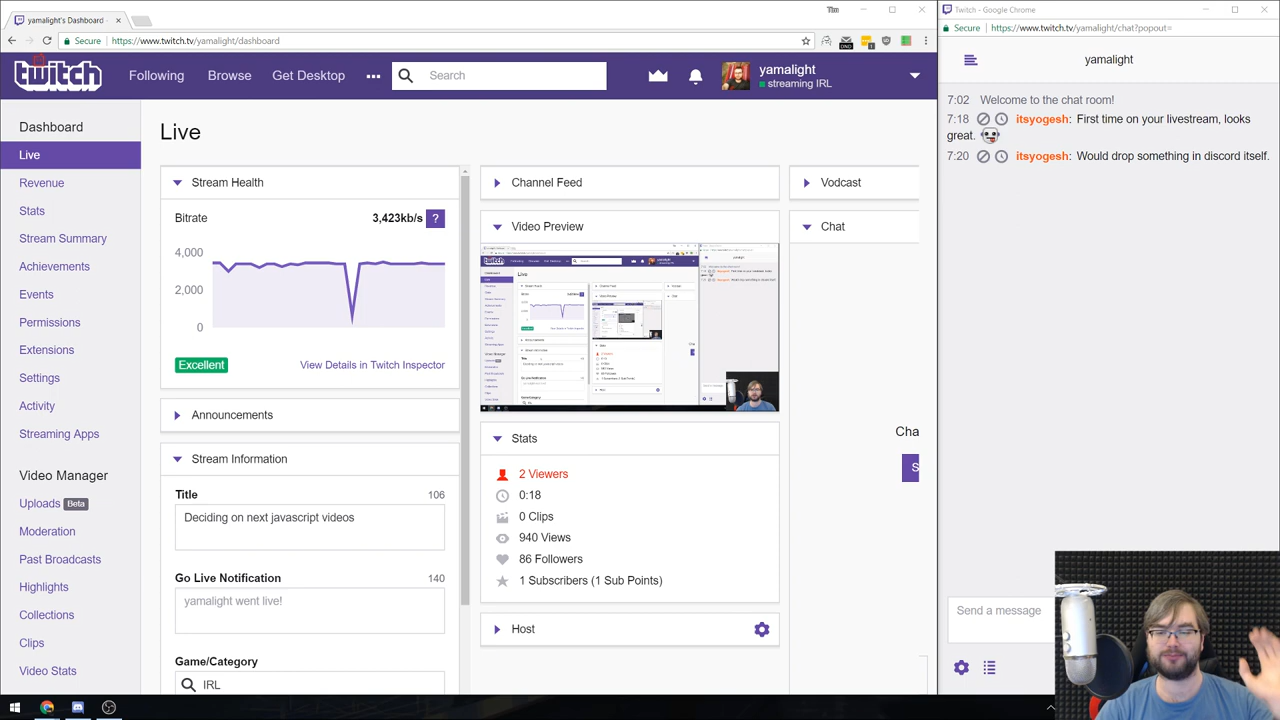 yamalight's Dashboard -
Tim
Secure
https://www.twitch.tv/yamalight/dashboard
twitch
Following
Browse
Get Desktop
Search
yamalight
streaming IRL
Dashboard
Live
Revenue
Stats
Stream Summary
Achievements
Events
Permissions
Extensions
Settings
Activity
Streaming Apps
Video Manager
Uploads Beta
Moderation
Past Broadcasts
Highlights
Collections
Clips
Video Stats
Live
Stream Health
Bitrate
3,423kb/s ?
4,000
2,000
0
Excellent
View Details in Twitch Inspector
Announcements
Stream Information
Title
106
Deciding on next javascript videos
Go Live Notification
140
yamalight went live!
Game/Category
IRL
Channel Feed
Video Preview
Stats
2 Viewers
0:18
0 Clips
940 Views
86 Followers
1 Subscribers (1 Sub Points)
Host
Vodcast
Chat
Cha
S
Twitch - Google Chrome
Secure
https://www.twitch.tv/yamalight/chat?popout=
yamalight
7:02 Welcome to the chat room!
7:18 itsyogesh: First time on your livestream, looks
great.
7:20 itsyogesh: Would drop something in discord itself.
Send a message